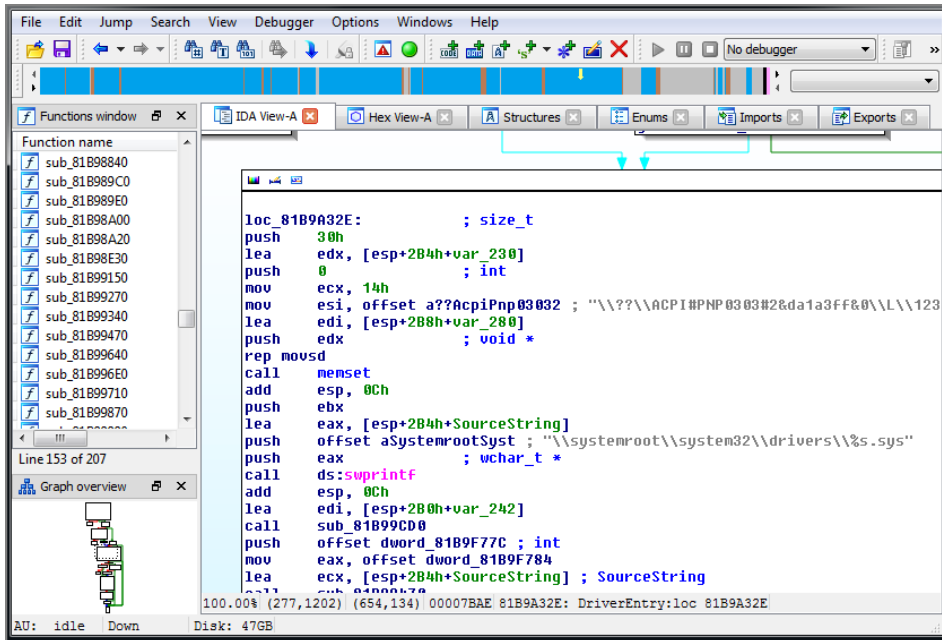 File Edit Jump Search View Debugger Options Windows Help
No debugger
Functions window
IDA View-A
Hex View-A
Structures
Enums
Imports
Exports
Function name
sub_81B98840
sub_81B989C0
sub_81B989E0
sub_81B98A00
sub_81B98A20
sub_81B98E30
sub_81B99150
sub_81B99270
sub_81B99340
sub_81B99470
sub_81B99640
sub_81B996E0
sub_81B99710
sub_81B99870
Line 153 of 207
Graph overview
loc_81B9A32E: ; size_t
push 30h
lea edx, [esp+2B4h+var_230]
push 0 ; int
mov ecx, 14h
mov esi, offset a??AcpiPnp03032 ; "\\??\\ACPI#PNP0303#2&da1a3ff&0\\L\\123
lea edi, [esp+2B8h+var_280]
push edx ; void *
rep movsd
call memset
add esp, 0Ch
push ebx
lea eax, [esp+2B4h+SourceString]
push offset aSystemrootSyst ; "\\systemroot\\system32\\drivers\\%s.sys"
push eax ; wchar_t *
call ds:swprintf
add esp, 0Ch
lea edi, [esp+2B0h+var_242]
call sub_81B99CD0
push offset dword_81B9F77C ; int
mov eax, offset dword_81B9F784
lea ecx, [esp+2B4h+SourceString] ; SourceString
100.00% (277,1202) (654,134) 00007BAE 81B9A32E: DriverEntry:loc 81B9A32E
AU: idle Down Disk: 47GB